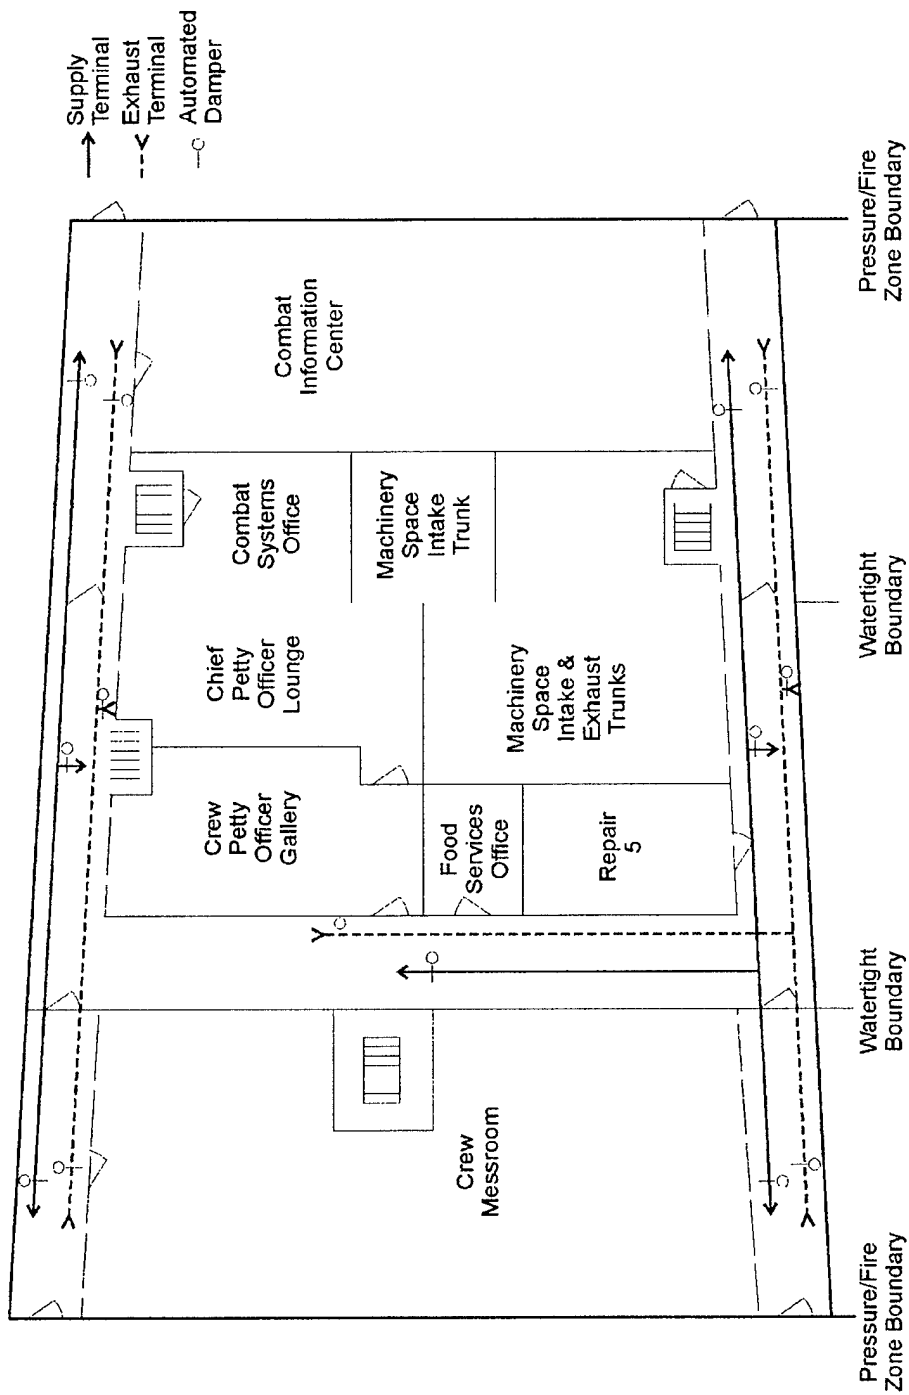 Supply
Terminal
Exhaust
Terminal
Automated
Damper
Combat
Information
Center
Combat
Systems
Office
Machinery
Space
Intake
Trunk
Chief
Petty
Officer
Lounge
Machinery
Space
Intake &
Exhaust
Trunks
Crew
Petty
Officer
Gallery
Food
Services
Office
Repair
5
Crew
Messroom
Pressure/Fire
Zone Boundary
Watertight
Boundary
Watertight
Boundary
Pressure/Fire
Zone Boundary